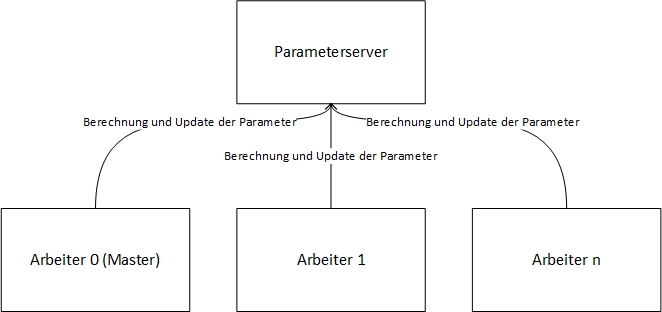 Parameterserver
Berechnung und Update der Parameter
Berechnung und Update der Parameter
Berechnung und Update der Parameter
Arbeiter 0 (Master)
Arbeiter 1
Arbeiter n